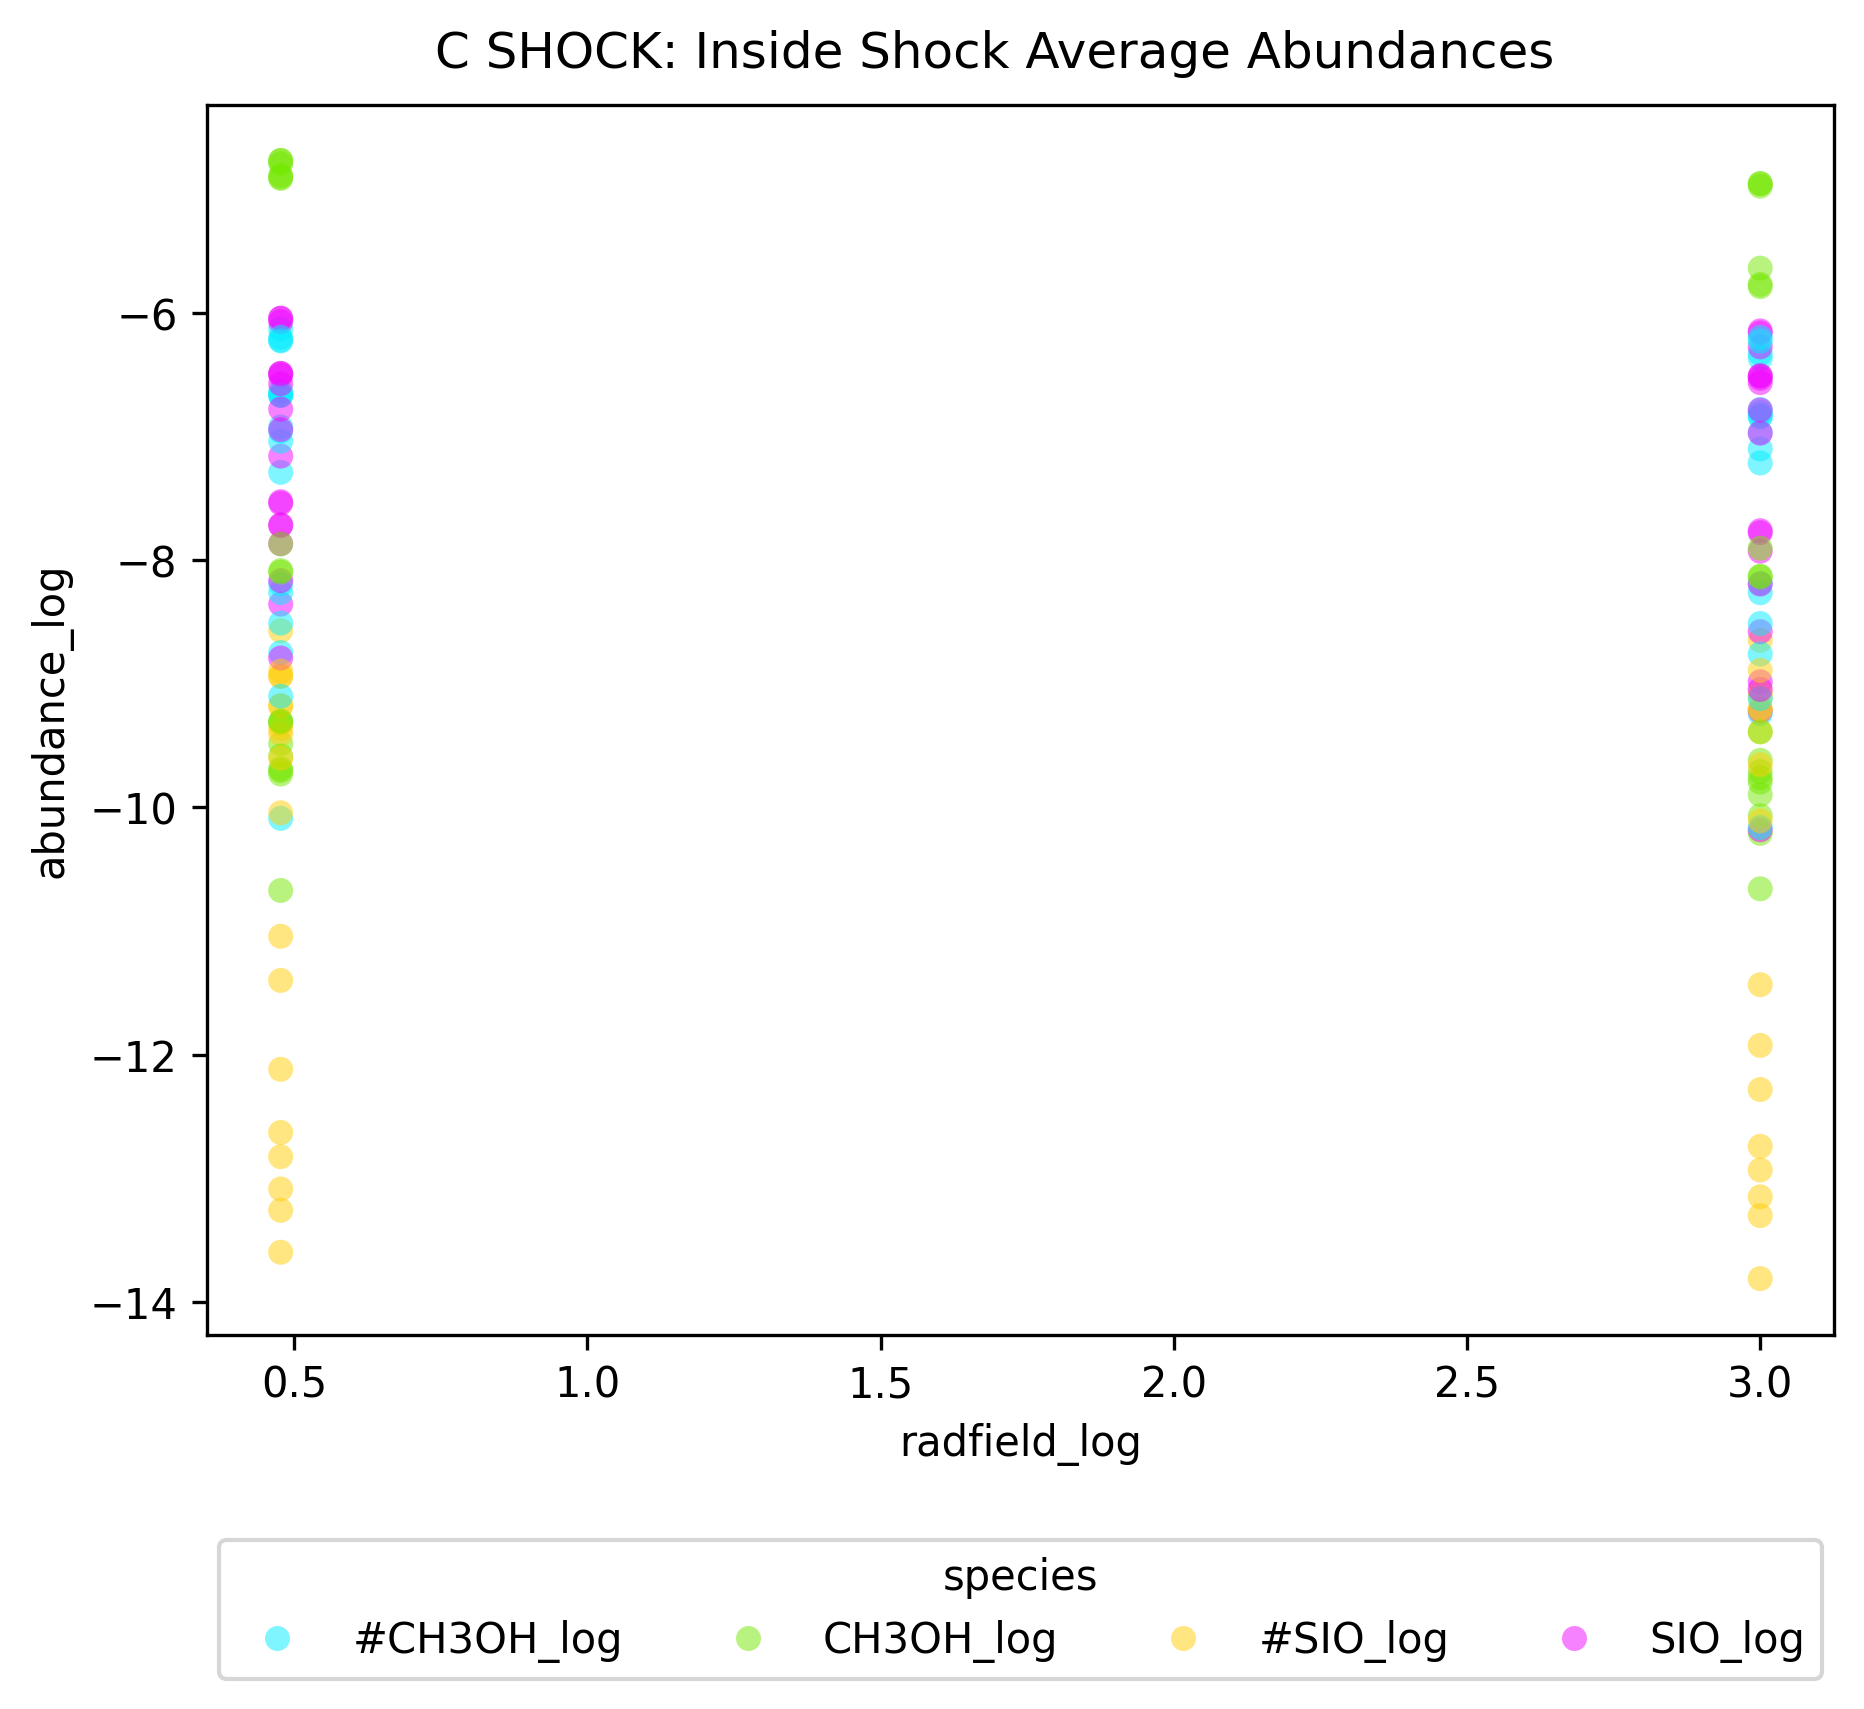 C SHOCK: Inside Shock Average Abundances
abundance_log
−6
−8
−10
−12
−14
0.5 1.0 1.5 2.0 2.5 3.0
radfield_log
species
#CH3OH_log CH3OH_log #SIO_log SIO_log